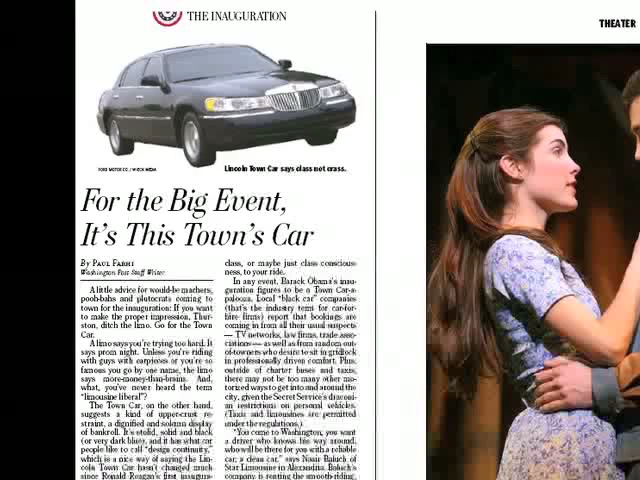 THE INAUGURATION
THEATER
FORD MOTOR CO. / WIECK MEDIA
Lincoln Town Car says class not crass.
For the Big Event,
It's This Town's Car
By PAUL FARHI
Washington Post Staff Writer
A little advice for would-be machers,
pooh-bahs and plutocrats coming to
town for the inauguration: If you want
to make the proper impression, Thur-
ston, ditch the limo. Go for the Town
Car.
A limo says you're trying too hard. It
says prom night. Unless you're riding
with guys with earpieces or you're so
famous you go by one name, the limo
says more-money-than-brains. And,
what, you've never heard the term
"limousine liberal"?
The Town Car, on the other hand,
suggests a kind of upper-crust re-
straint, a dignified and solemn display
of bankroll. It's stolid, solid and black
(or very dark blue), and it has what car
people like to call "design continuity,"
which is a nice way of saying the Lin-
coln Town Car hasn't changed much
since Ronald Reagan's first inaugura-
class, or maybe just class conscious-
ness, to your ride.
In any event, Barack Obama's inau-
guration figures to be a Town Car-a-
palooza. Local "black car" companies
(that's the industry term for car-for-
hire firms) report that bookings are
coming in from all their usual suspects
— TV networks, law firms, trade asso-
ciations — as well as from random out-
of-towners who desire to sit in gridlock
in professionally driven comfort. Plus,
outside of charter buses and taxis,
there may not be too many other mo-
torized ways to get into and around the
city, given the Secret Service's draconi-
an restrictions on personal vehicles.
(Taxis and limousines are permitted
under the regulations.)
"You come to Washington, you want
a driver who knows his way around,
who will be there for you with a reliable
car, a clean car," says Nasir Baluch of
Star Limousine in Alexandria. Baluch's
company is renting the smooth-riding,